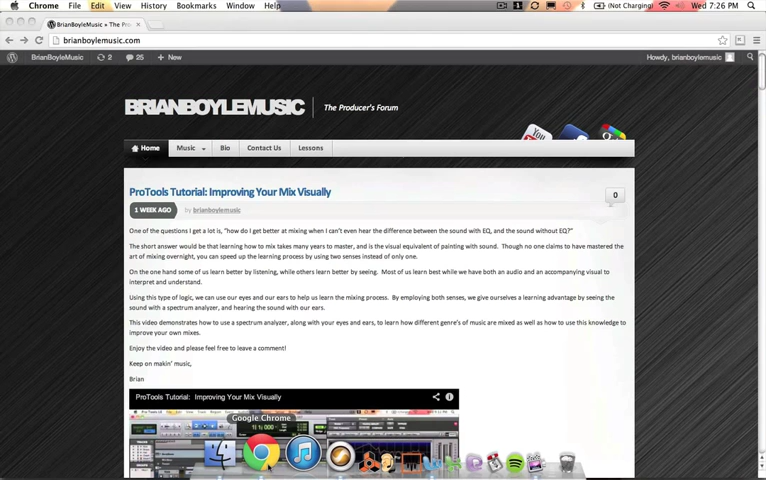 Chrome File Edit View History Bookmarks Window Help (Not Charging) Wed 7:26 PM
BrianBoyleMusic » The Pro
brianboylemusic.com
BrianBoyleMusic 2 25 + New Howdy, brianboylemusic
BRIANBOYLEMUSIC The Producer's Forum
You
Home Music Bio Contact Us Lessons
ProTools Tutorial: Improving Your Mix Visually 0
1 WEEK AGO by brianboylemusic
One of the questions I get a lot is, "how do I get better at mixing when I can't even hear the difference between the sound with EQ, and the sound without EQ?"
The short answer would be that learning how to mix takes many years to master, and is the visual equivalent of painting with sound. Though no one claims to have mastered the
art of mixing overnight, you can speed up the learning process by using two senses instead of only one.
On the one hand some of us learn better by listening, while others learn better by seeing. Most of us learn best while we have both an audio and an accompanying visual to
interpret and understand.
Using this type of logic, we can use our eyes and our ears to help us learn the mixing process. By employing both senses, we give ourselves a learning advantage by seeing the
sound with a spectrum analyzer, and hearing the sound with our ears.
This video demonstrates how to use a spectrum analyzer, along with your eyes and ears, to learn how different genre's of music are mixed as well as how to use this knowledge to
improve your own mixes.
Enjoy the video and please feel free to leave a comment!
Keep on makin' music,
Brian
ProTools Tutorial: Improving Your Mix Visually
Google Chrome